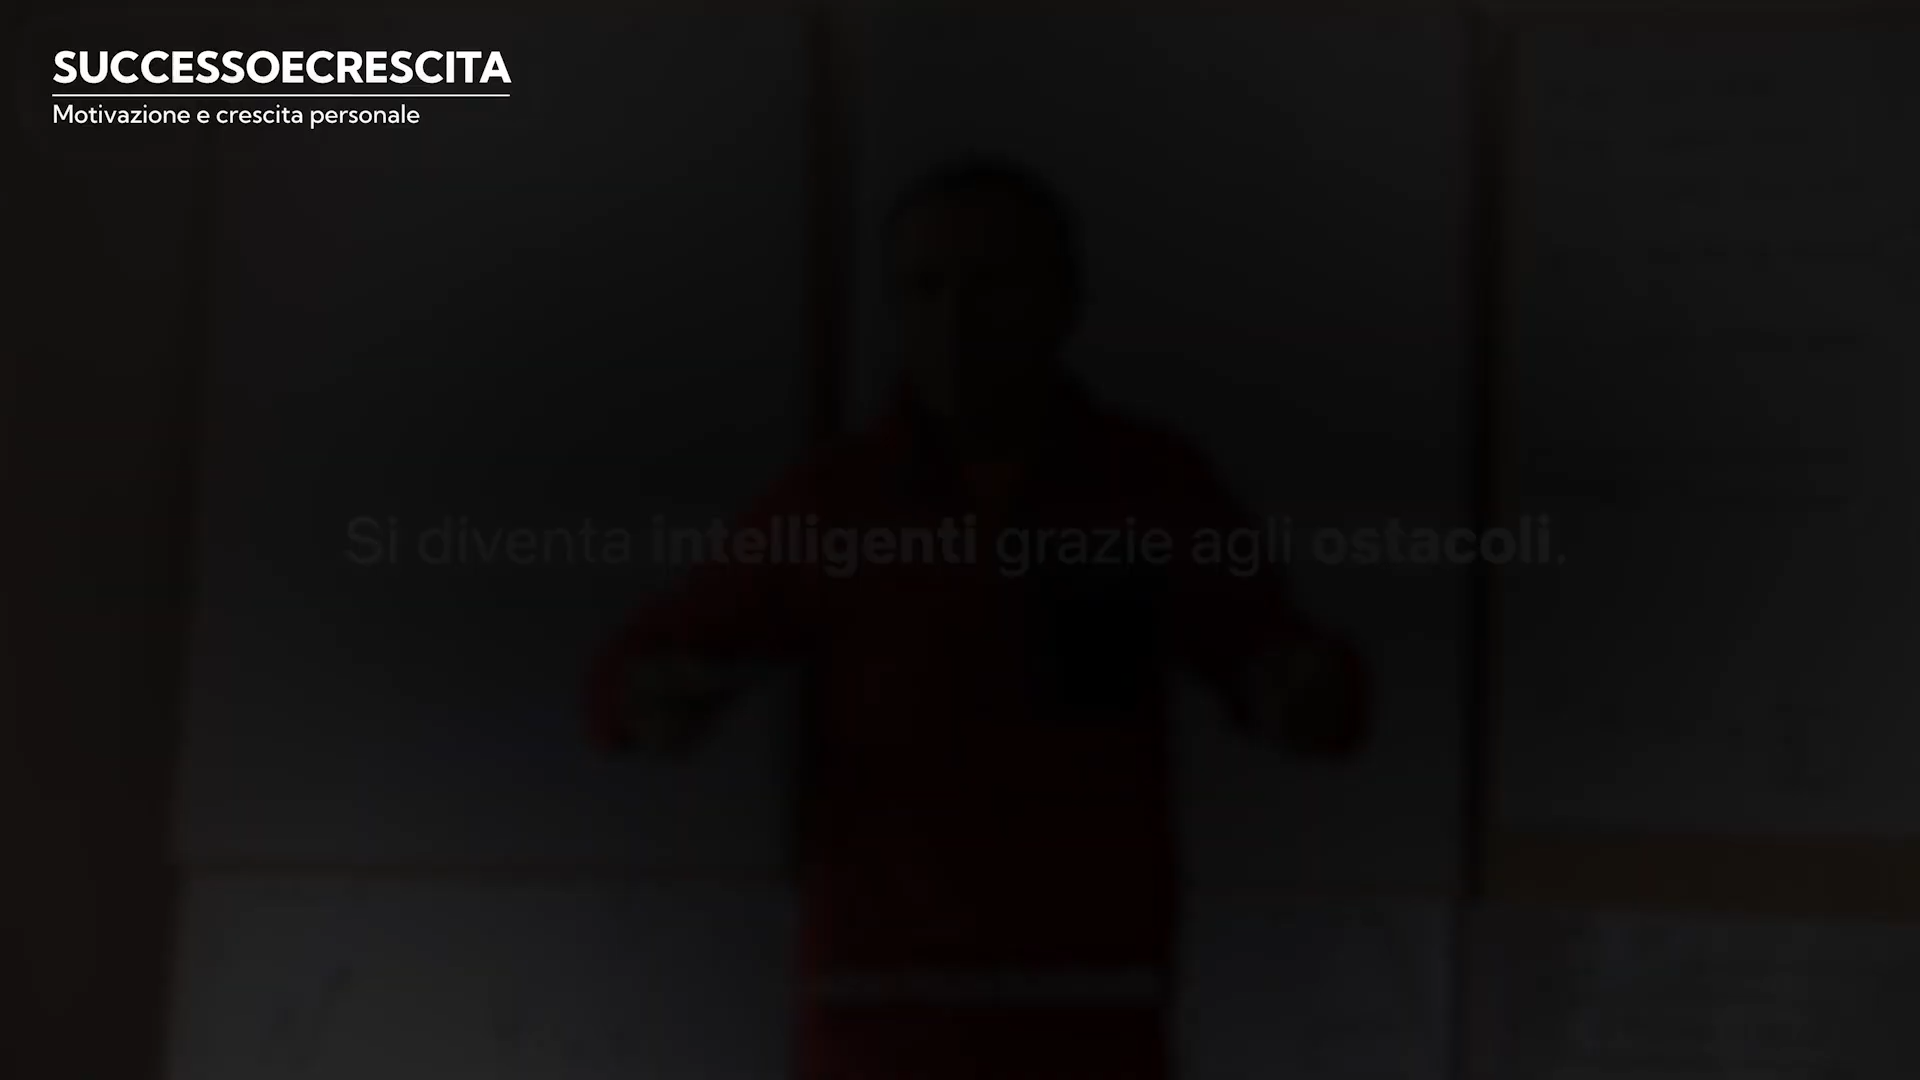 SUCCESSOECRESCITA
Motivazione e crescita personale
Si diventa intelligenti grazie agli ostacoli.